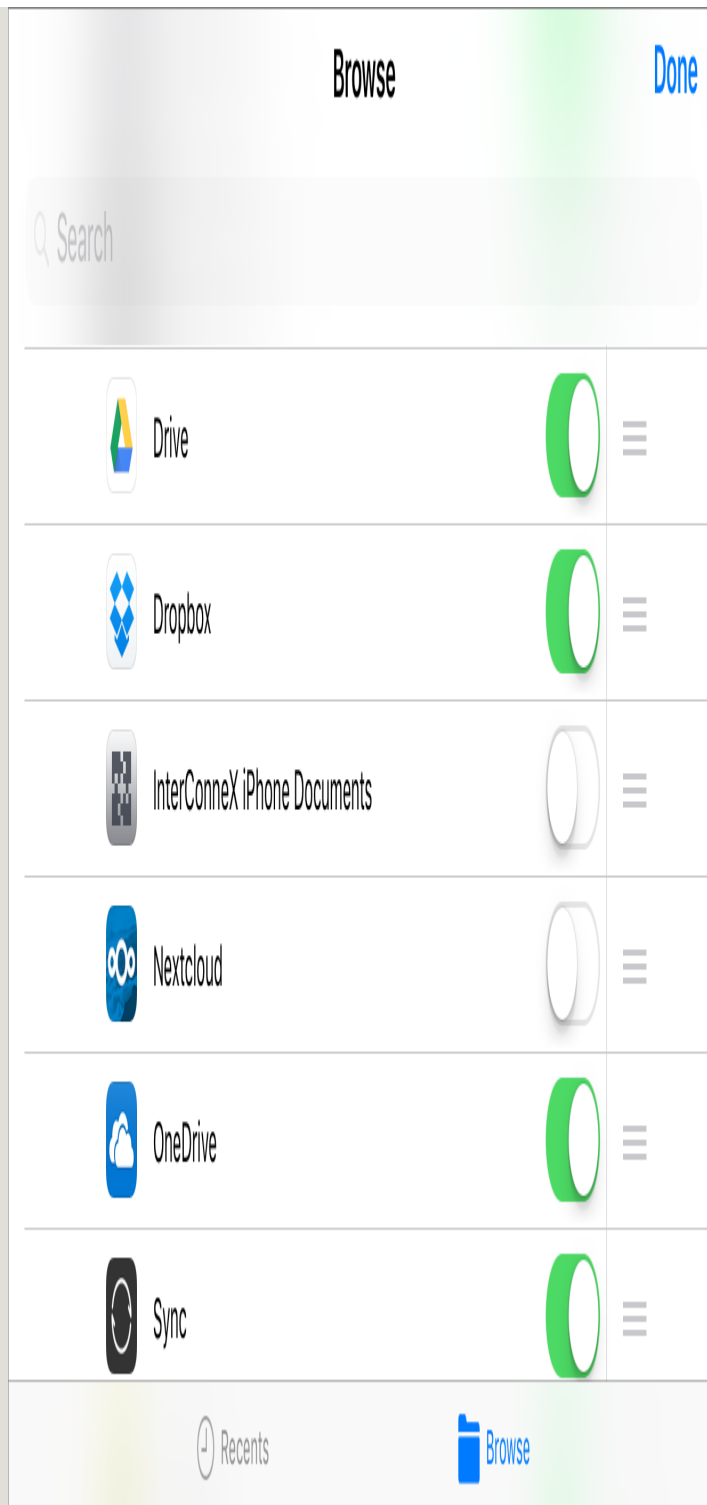 Browse
Done
Search
Drive
Dropbox
InterConneX iPhone Documents
Nextcloud
OneDrive
Sync
Recents
Browse